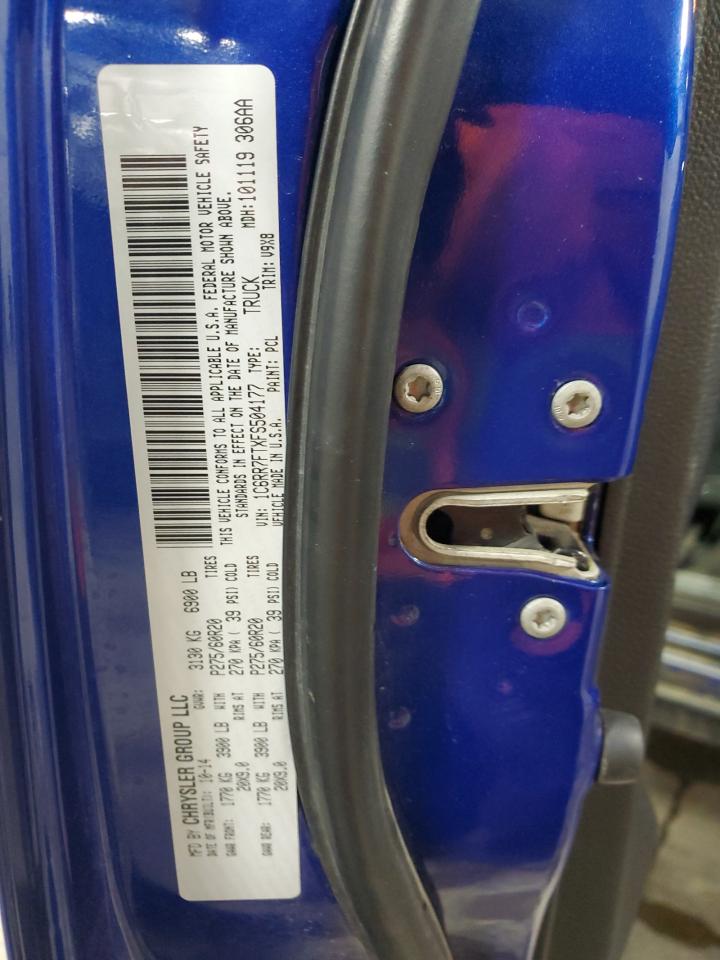 MFD BY CHRYSLER GROUP LLC
DATE OF MFR(BUILT): 10-14 GVWR: 3130 KG 6900 LB
GAWR FRONT: 1770 KG 3900 LB WITH P275/60R20 TIRES
20X9.0 RIMS AT 270 KPA ( 39 PSI) COLD
GAWR REAR: 1770 KG 3900 LB WITH P275/60R20 TIRES
20X9.0 RIMS AT 270 KPA ( 39 PSI) COLD
THIS VEHICLE CONFORMS TO ALL APPLICABLE U.S.A. FEDERAL MOTOR VEHICLE SAFETY
STANDARDS IN EFFECT ON THE DATE OF MANUFACTURE SHOWN ABOVE.
MDH:101119 306AA
VIN: 1C6RR7FTXFS504177 TYPE: TRUCK
VEHICLE MADE IN U.S.A. PAINT: PCL TRIM: V9X8